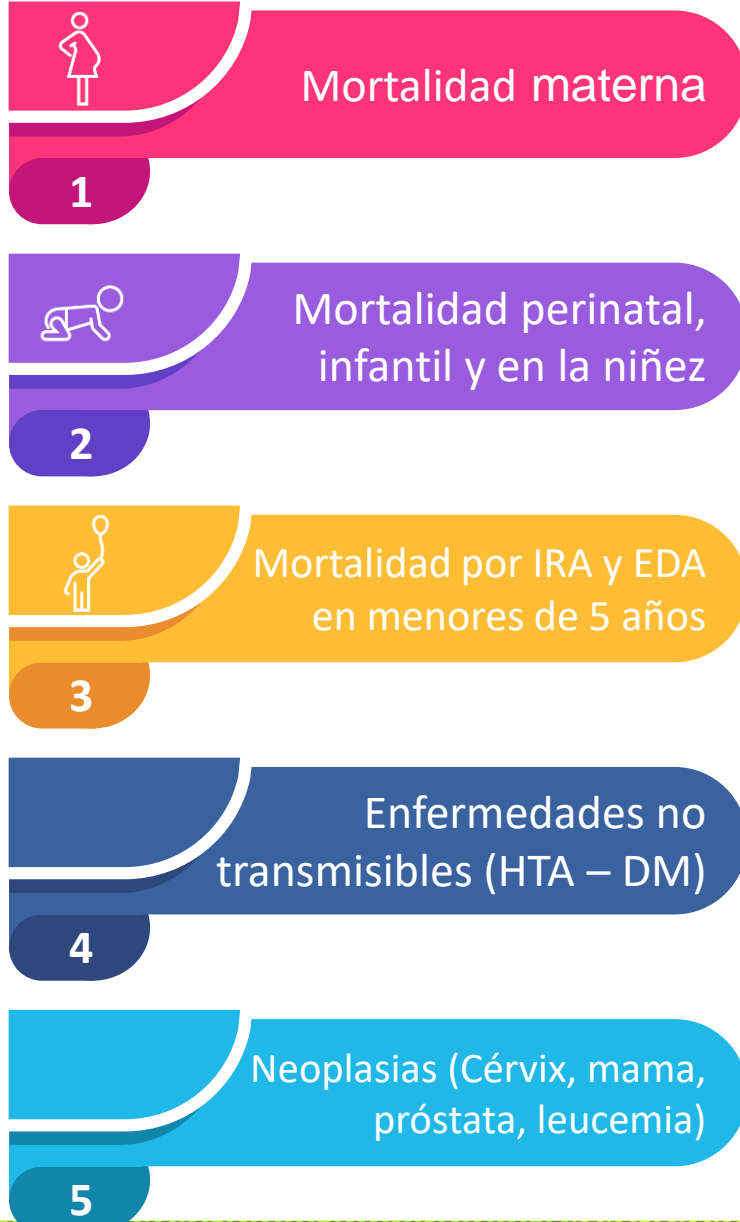 Mortalidad materna
1
Mortalidad perinatal,
infantil y en la niñez
2
Mortalidad por IRA y EDA
en menores de 5 años
3
Enfermedades no
transmisibles (HTA – DM)
4
Neoplasias (Cérvix, mama,
próstata, leucemia)
5